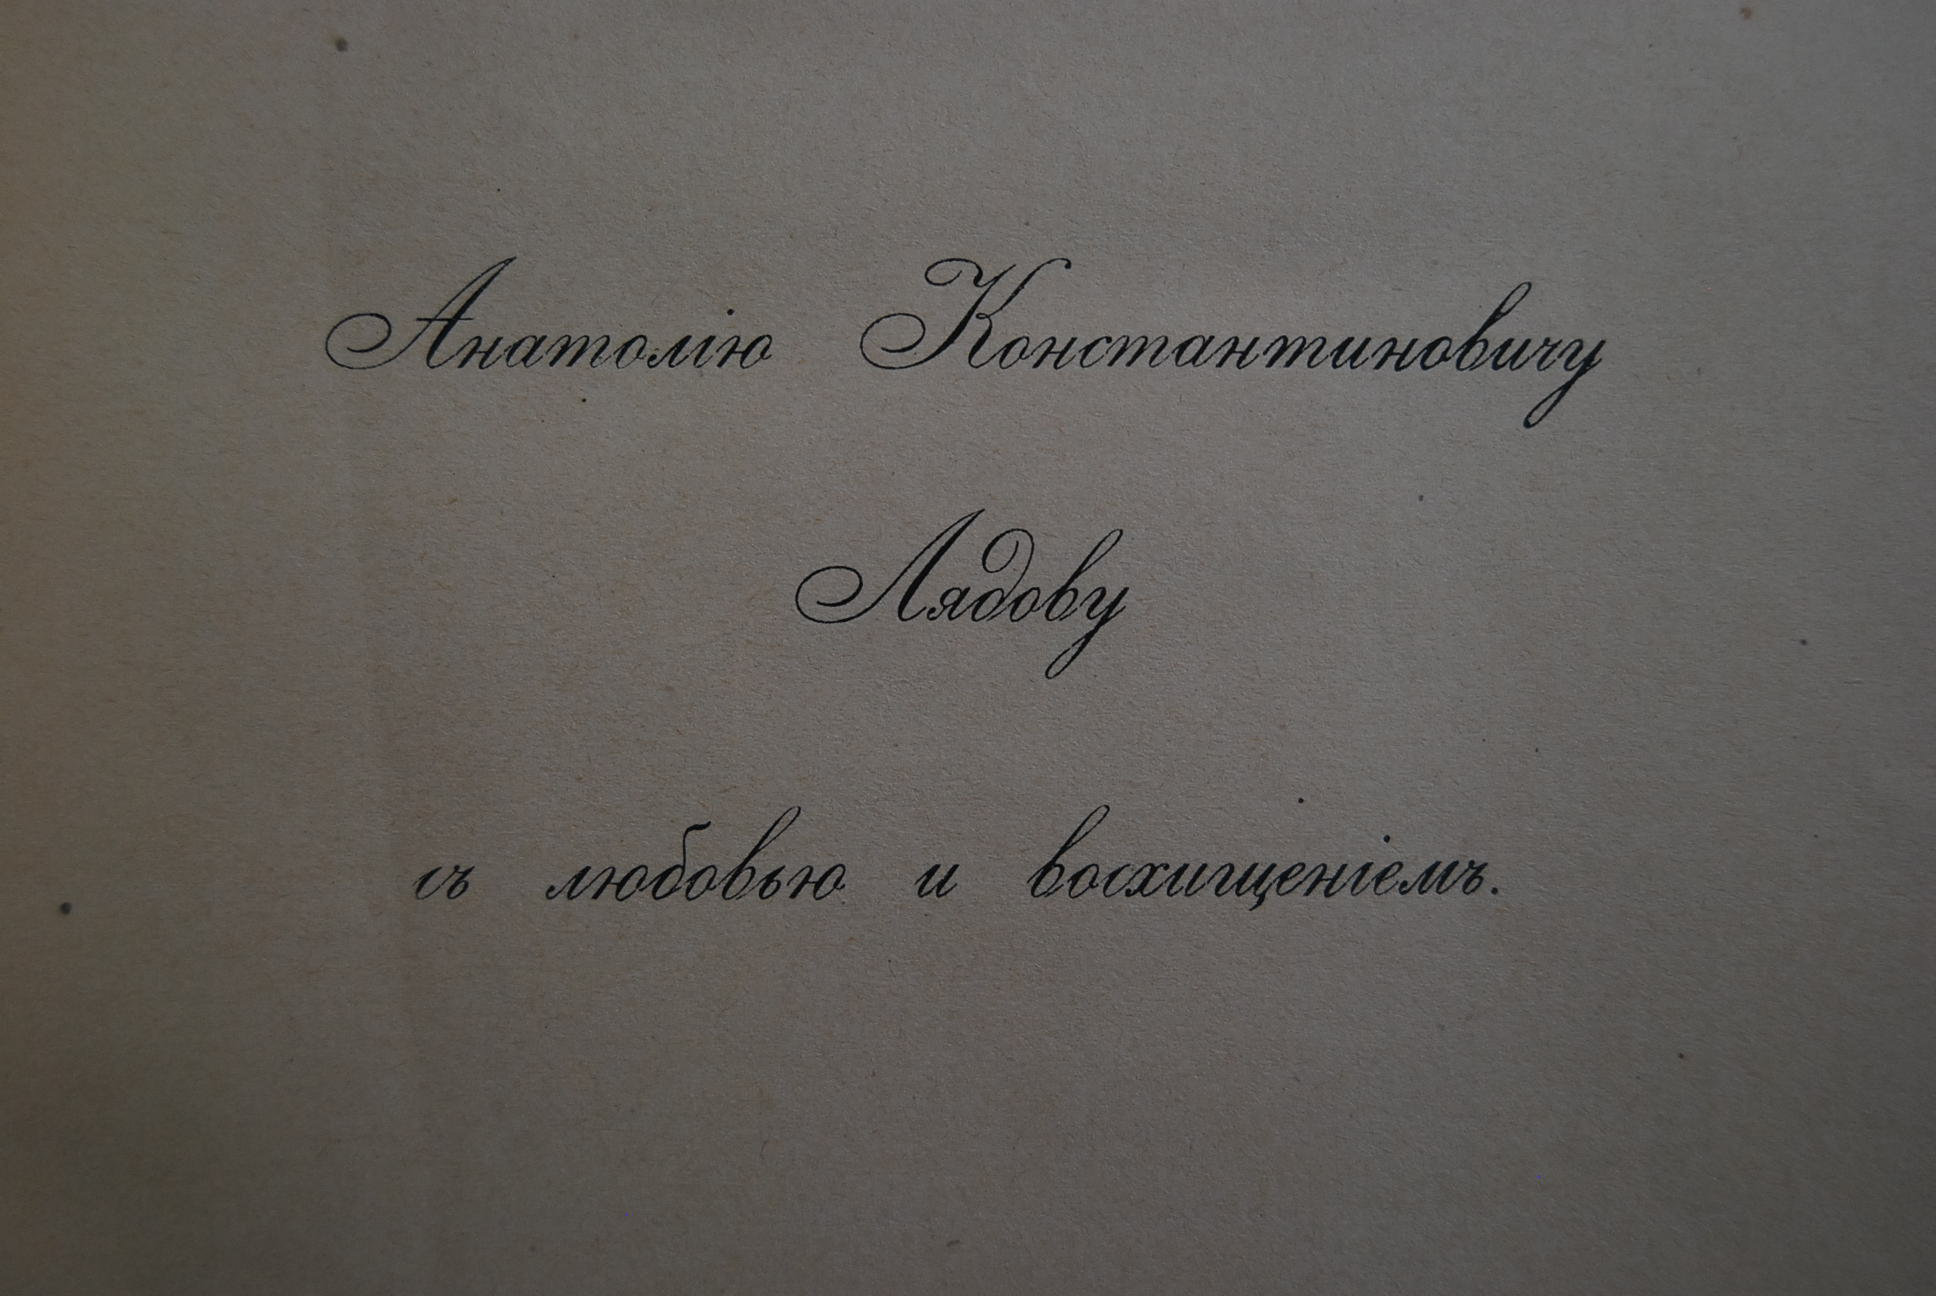 Анатолію Константиновичу
Лядову
съ любовью и восхищеніемъ.